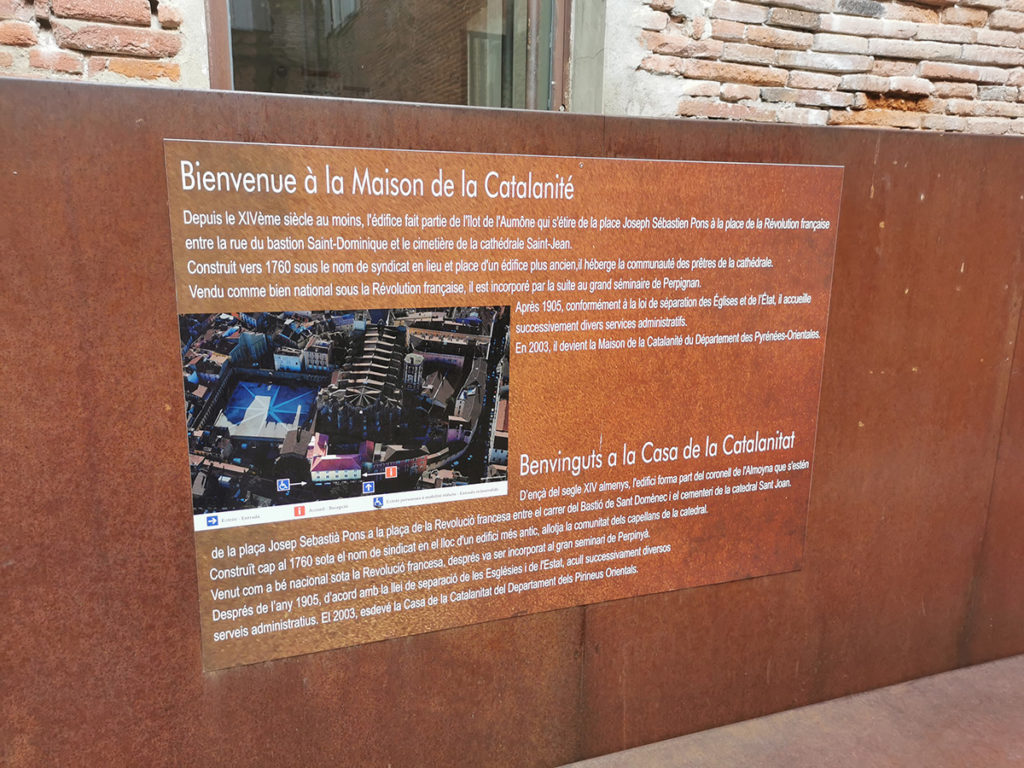 Bienvenue à la Maison de la Catalanité
Depuis le XIVème siècle au moins, l'édifice fait partie de l'îlot de l'Aumône qui s'étire de la place Joseph Sébastien Pons à la place de la Révolution française
entre la rue du bastion Saint-Dominique et le cimetière de la cathédrale Saint-Jean.
Construit vers 1760 sous le nom de syndicat en lieu et place d'un édifice plus ancien,il héberge la communauté des prêtres de la cathédrale.
Vendu comme bien national sous la Révolution française, il est incorporé par la suite au grand séminaire de Perpignan.
Après 1905, conformément à la loi de séparation des Églises et de l'État, il accueille
successivement divers services administratifs.
En 2003, il devient la Maison de la Catalanité du Département des Pyrénées-Orientales.
Entrée - Entrada
Accueil - Recepció
Benvinguts a la Casa de la Catalanitat
D'ençà del segle XIV almenys, l'edifici forma part del coronell de l'Almoyna que s'estén
de la plaça Josep Sebastià Pons a la plaça de la Revolució francesa entre el carrer del Bastió de Sant Domènec i el cementeri de la catedral Sant Joan.
Construït cap al 1760 sota el nom de sindicat en el lloc d'un edifici més antic, allotja la comunitat dels capellans de la catedral.
Venut com a bé nacional sota la Revolució francesa, després va ser incorporat al gran seminari de Perpinyà.
Després de l'any 1905, d'acord amb la llei de separació de les Esglésies i de l'Estat, acull successivament diversos
serveis administratius. El 2003, esdevé la Casa de la Catalanitat del Departament dels Pirineus Orientals.